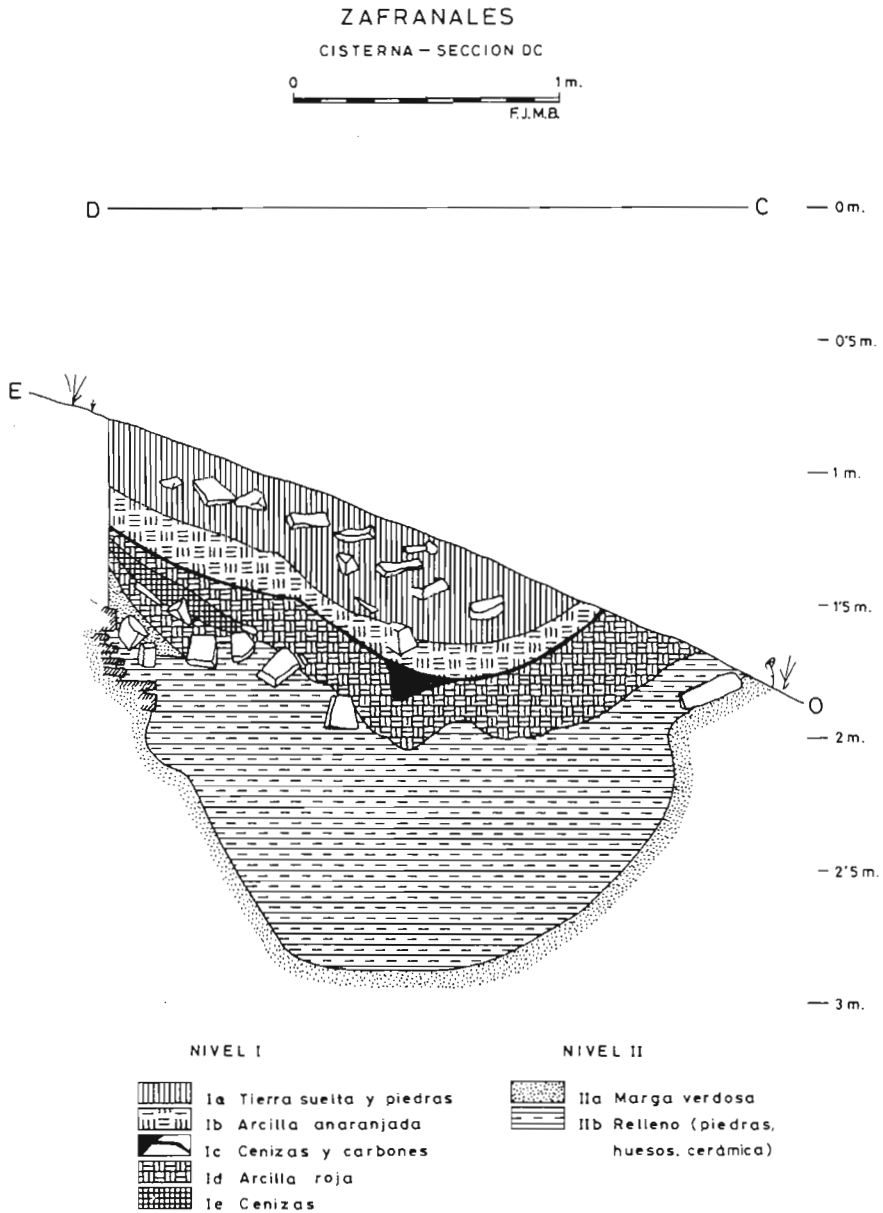 ZAFRANALES
CISTERNA – SECCION DC
0 1m.
F.J.M.B.
D C 0m.
0'5 m.
E
1 m.
1'5 m.
O
2 m.
2'5 m.
3 m.
NIVEL I
Ia Tierra suelta y piedras
Ib Arcilla anaranjada
Ic Cenizas y carbones
Id Arcilla roja
Ie Cenizas
NIVEL II
IIa Marga verdosa
IIb Relleno (piedras,
huesos, cerámica)